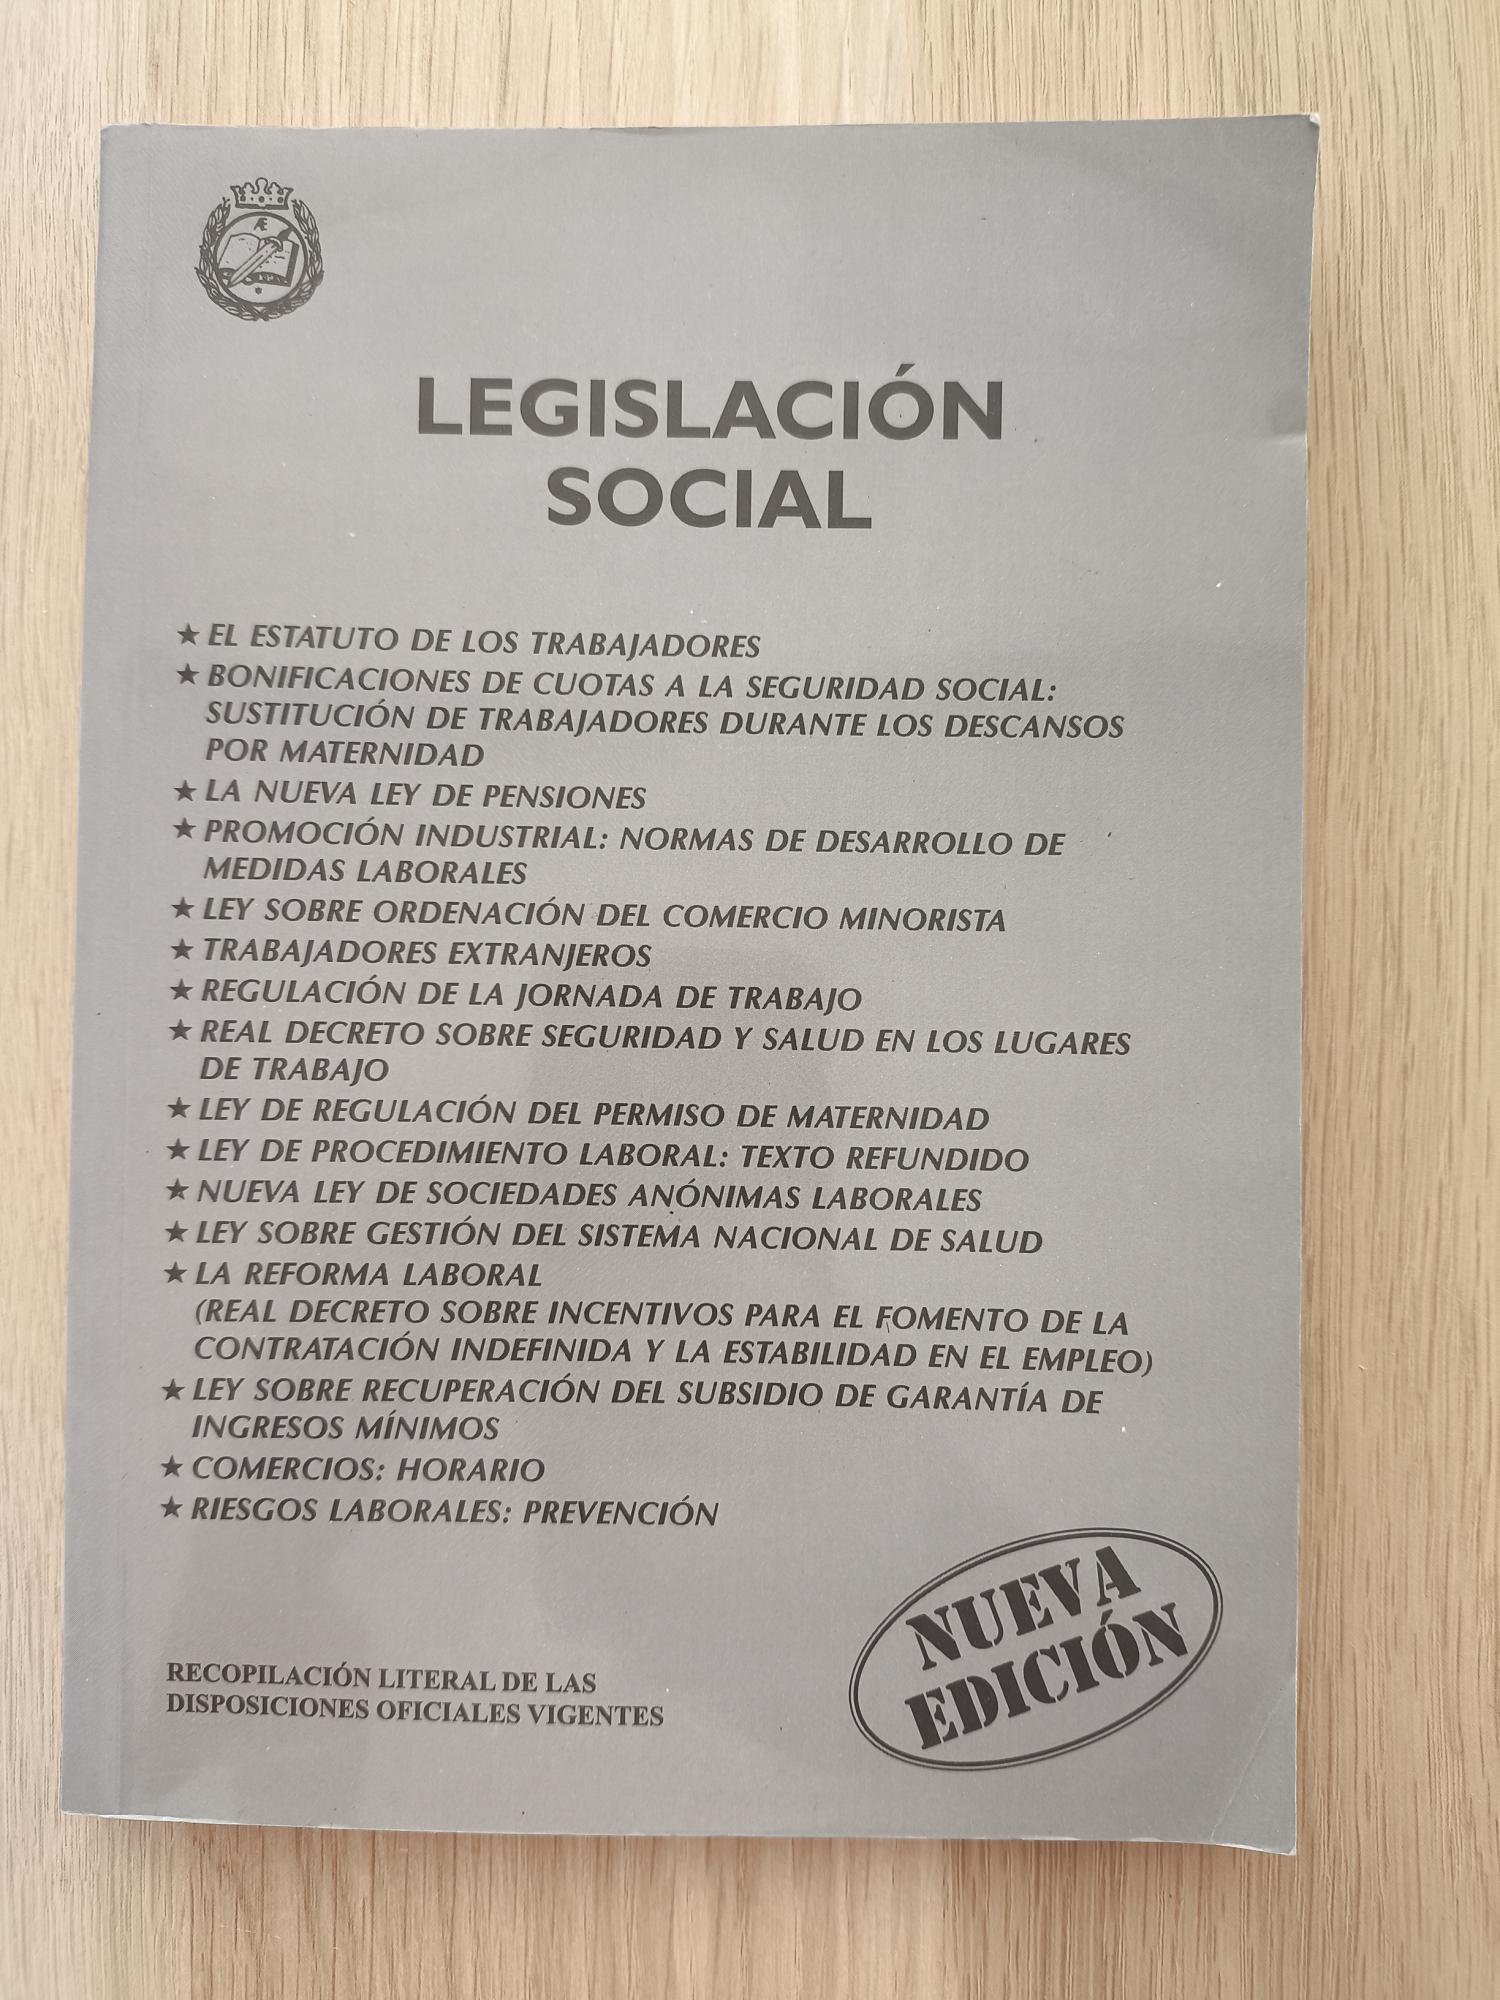 LEGISLACIÓN
SOCIAL
★ EL ESTATUTO DE LOS TRABAJADORES
★ BONIFICACIONES DE CUOTAS A LA SEGURIDAD SOCIAL:
SUSTITUCIÓN DE TRABAJADORES DURANTE LOS DESCANSOS
POR MATERNIDAD
★ LA NUEVA LEY DE PENSIONES
★ PROMOCIÓN INDUSTRIAL: NORMAS DE DESARROLLO DE
MEDIDAS LABORALES
★ LEY SOBRE ORDENACIÓN DEL COMERCIO MINORISTA
★ TRABAJADORES EXTRANJEROS
★ REGULACIÓN DE LA JORNADA DE TRABAJO
★ REAL DECRETO SOBRE SEGURIDAD Y SALUD EN LOS LUGARES
DE TRABAJO
★ LEY DE REGULACIÓN DEL PERMISO DE MATERNIDAD
★ LEY DE PROCEDIMIENTO LABORAL: TEXTO REFUNDIDO
★ NUEVA LEY DE SOCIEDADES ANÓNIMAS LABORALES
★ LEY SOBRE GESTIÓN DEL SISTEMA NACIONAL DE SALUD
★ LA REFORMA LABORAL
(REAL DECRETO SOBRE INCENTIVOS PARA EL FOMENTO DE LA
CONTRATACIÓN INDEFINIDA Y LA ESTABILIDAD EN EL EMPLEO)
★ LEY SOBRE RECUPERACIÓN DEL SUBSIDIO DE GARANTÍA DE
INGRESOS MÍNIMOS
★ COMERCIOS: HORARIO
★ RIESGOS LABORALES: PREVENCIÓN
NUEVA
EDICIÓN
RECOPILACIÓN LITERAL DE LAS
DISPOSICIONES OFICIALES VIGENTES